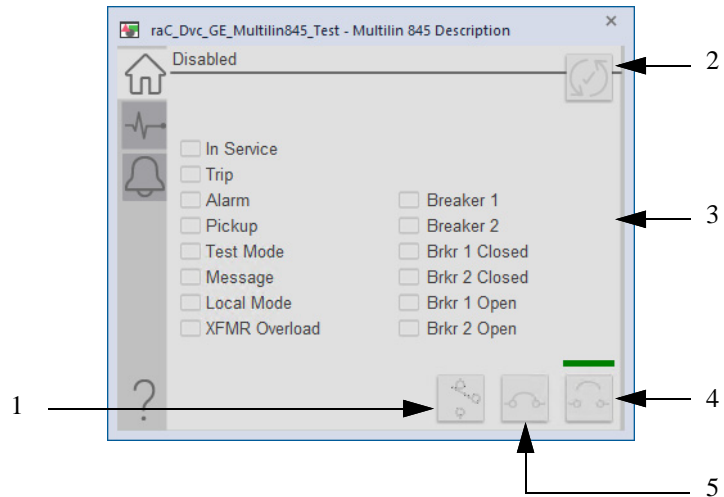 raC_Dvc_GE_Multilin845_Test - Multilin 845 Description
Disabled
2
In Service
Trip
Alarm
Breaker 1
3
Pickup
Breaker 2
Test Mode
Brkr 1 Closed
Message
Brkr 2 Closed
Local Mode
Brkr 1 Open
XFMR Overload
Brkr 2 Open
1
?
4
5